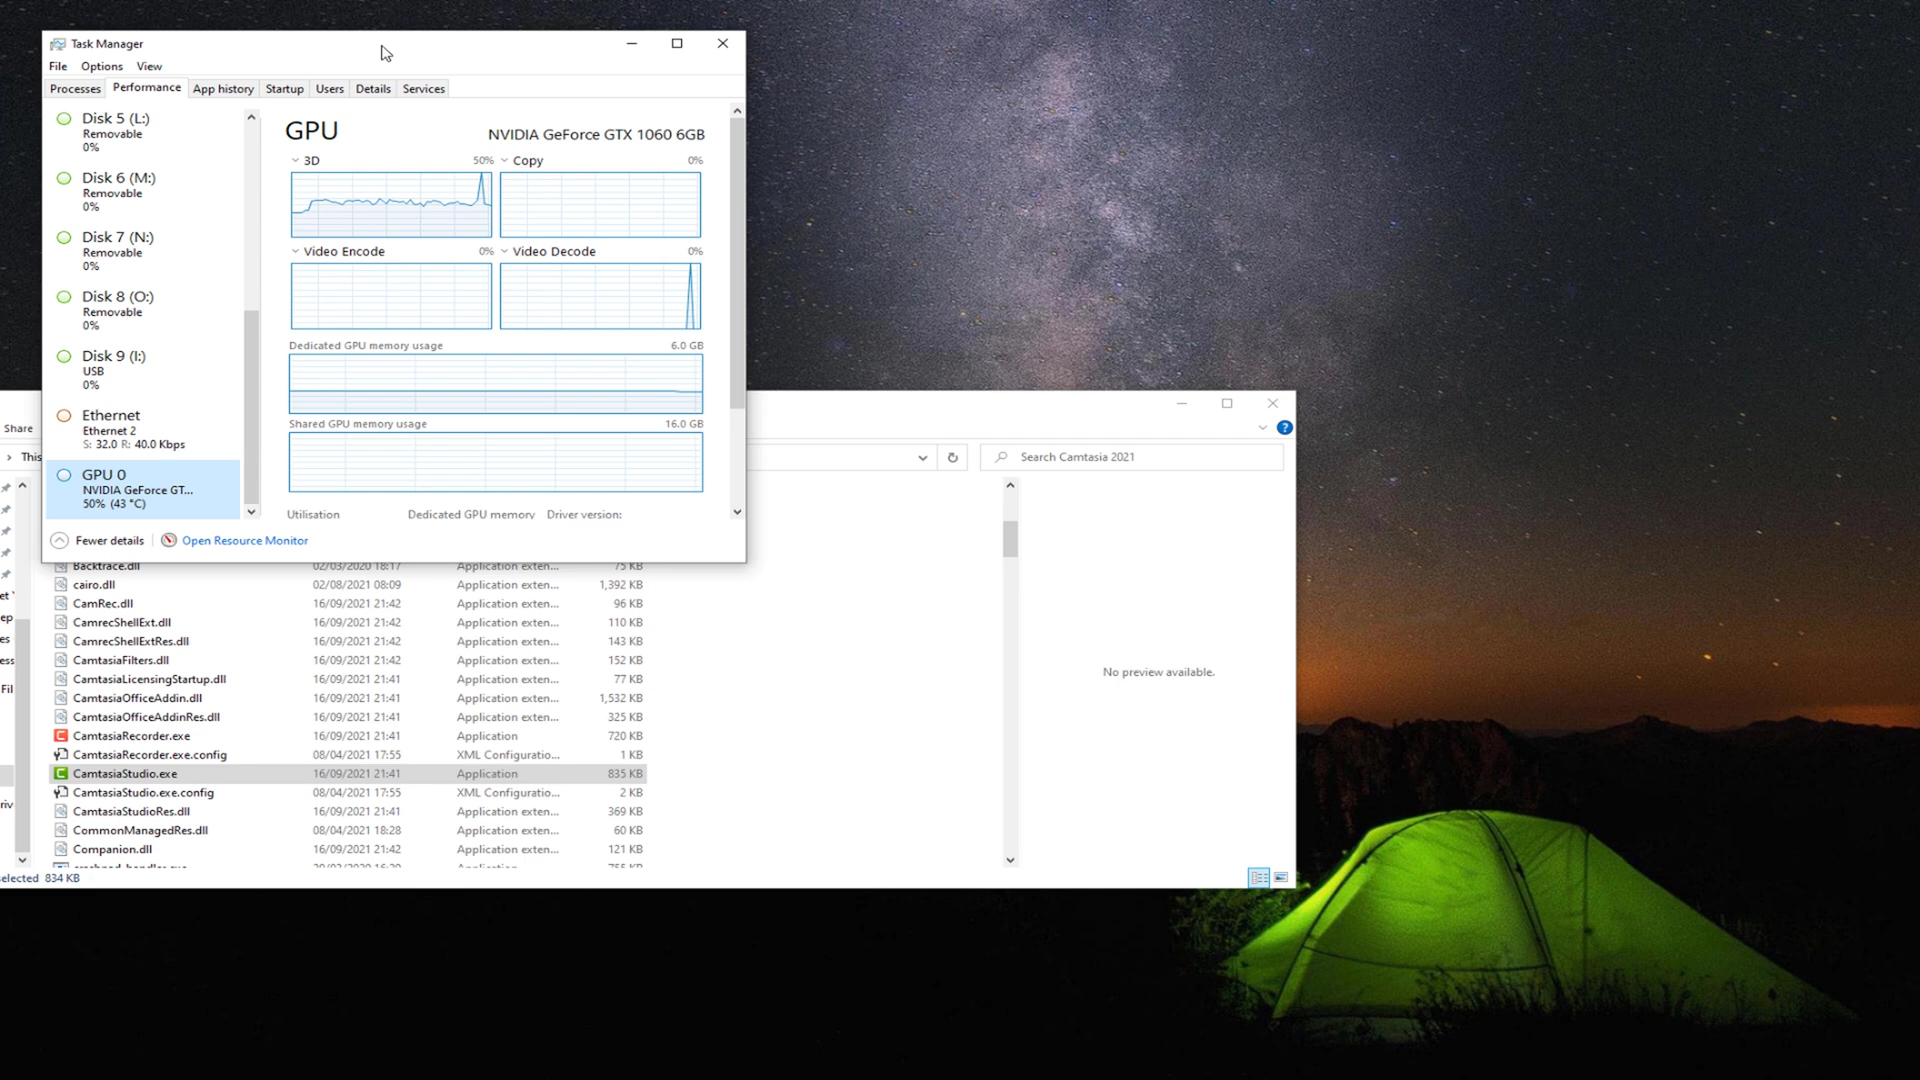 Task Manager
File Options View
Processes Performance App history Startup Users Details Services
Disk 5 (L:)
Removable
0%
Disk 6 (M:)
Removable
0%
Disk 7 (N:)
Removable
0%
Disk 8 (O:)
Removable
0%
Disk 9 (I:)
USB
0%
Ethernet
Ethernet 2
S: 32.0 R: 40.0 Kbps
GPU 0
NVIDIA GeForce GT...
50% (43 °C)
GPU NVIDIA GeForce GTX 1060 6GB
3D 50% Copy 0%
Video Encode 0% Video Decode 0%
Dedicated GPU memory usage 6.0 GB
Shared GPU memory usage 16.0 GB
Utilisation Dedicated GPU memory Driver version:
Fewer details Open Resource Monitor
Share
This
Search Camtasia 2021
Backtrace.dll 02/03/2020 18:17 Application exten... 75 KB
cairo.dll 02/08/2021 08:09 Application exten... 1,392 KB
CamRec.dll 16/09/2021 21:42 Application exten... 96 KB
CamrecShellExt.dll 16/09/2021 21:42 Application exten... 110 KB
CamrecShellExtRes.dll 16/09/2021 21:42 Application exten... 143 KB
CamtasiaFilters.dll 16/09/2021 21:42 Application exten... 152 KB
CamtasiaLicensingStartup.dll 16/09/2021 21:41 Application exten... 77 KB
CamtasiaOfficeAddin.dll 16/09/2021 21:41 Application exten... 1,532 KB
CamtasiaOfficeAddinRes.dll 16/09/2021 21:41 Application exten... 325 KB
CamtasiaRecorder.exe 16/09/2021 21:41 Application 720 KB
CamtasiaRecorder.exe.config 08/04/2021 17:55 XML Configuratio... 1 KB
CamtasiaStudio.exe 16/09/2021 21:41 Application 835 KB
CamtasiaStudio.exe.config 08/04/2021 17:55 XML Configuratio... 2 KB
CamtasiaStudioRes.dll 16/09/2021 21:41 Application exten... 369 KB
CommonManagedRes.dll 08/04/2021 18:28 Application exten... 60 KB
Companion.dll 16/09/2021 21:42 Application exten... 121 KB
No preview available.
selected 834 KB